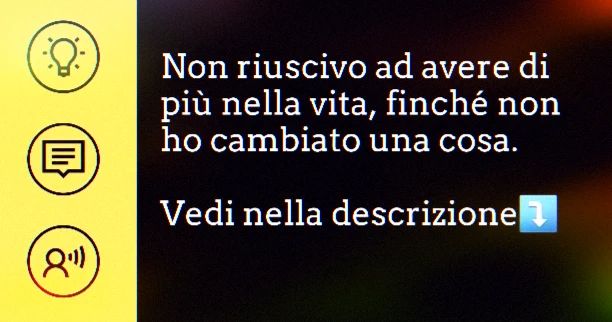 Non riuscivo ad avere di
più nella vita, finché non
ho cambiato una cosa.
Vedi nella descrizione⤵️